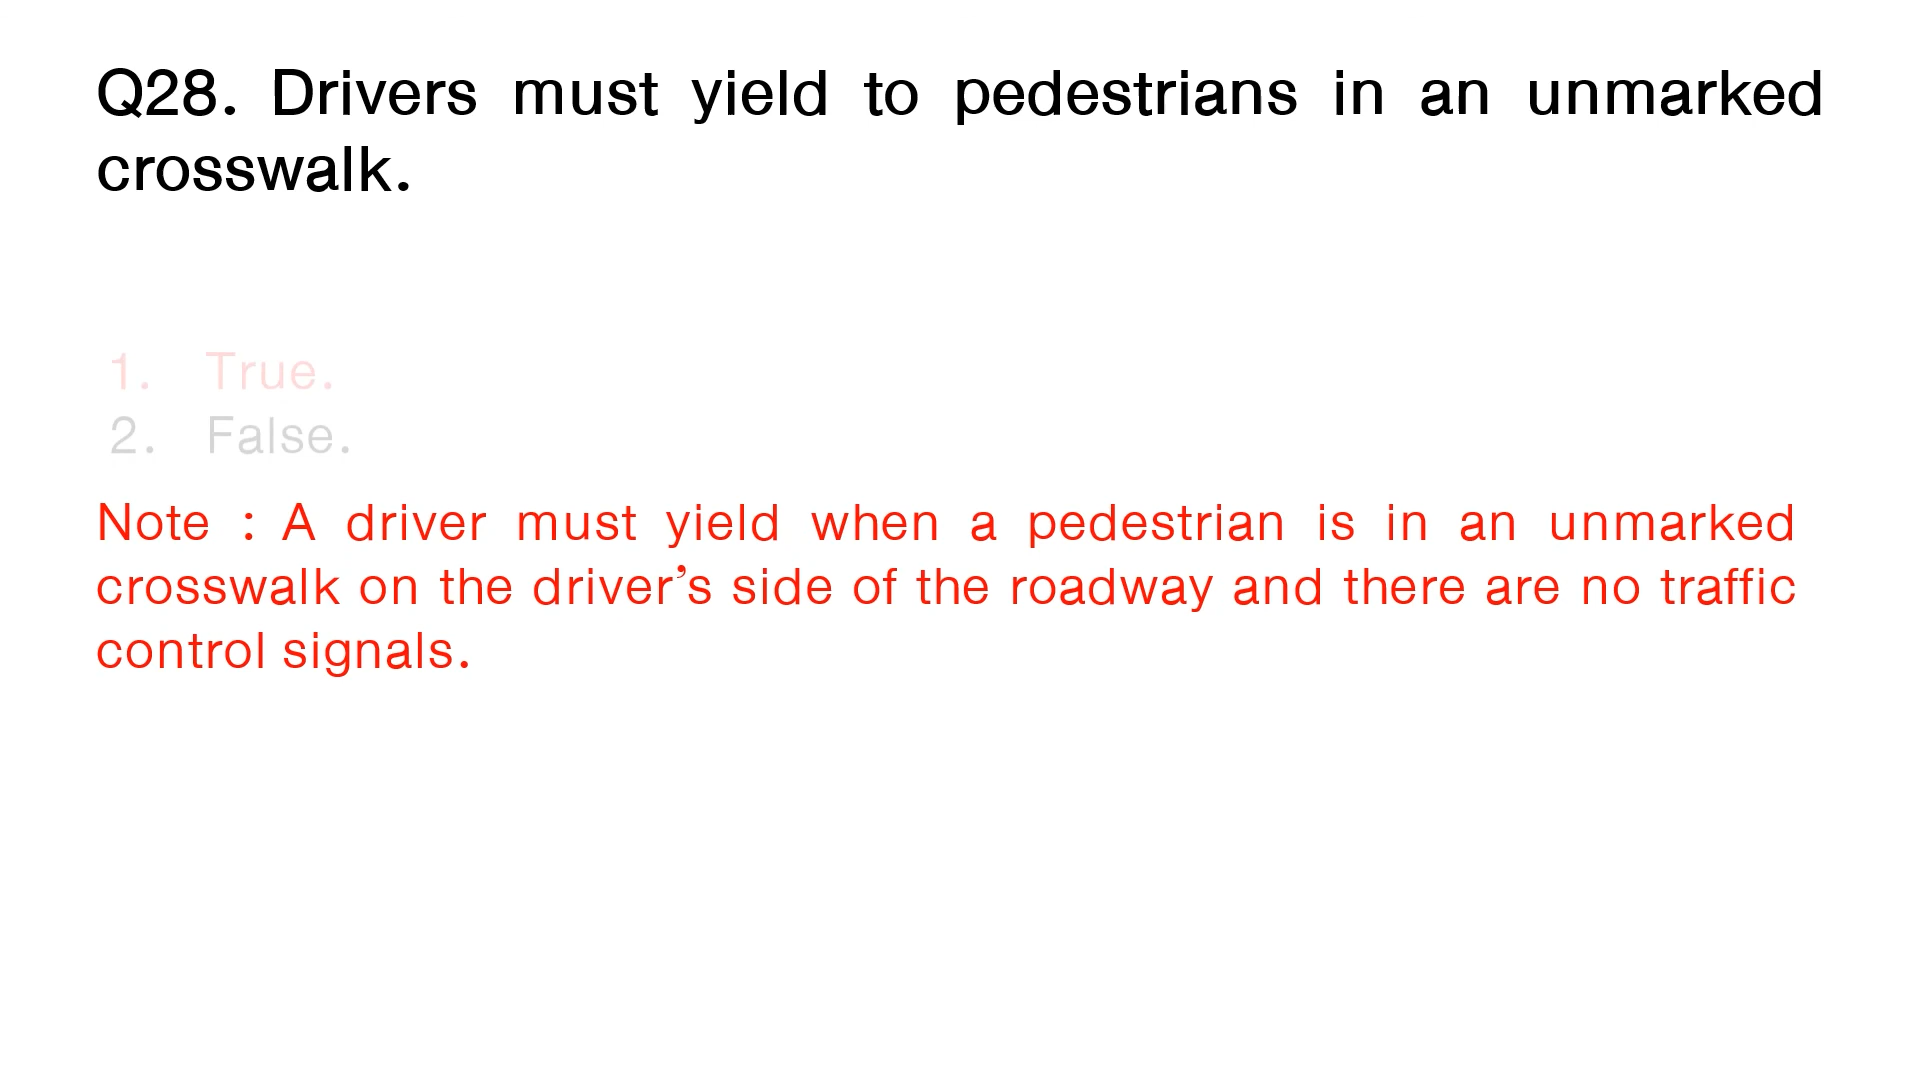 Q28. Drivers must yield to pedestrians in an unmarked
crosswalk.
1. True.
2. False.
Note : A driver must yield when a pedestrian is in an unmarked
crosswalk on the driver’s side of the roadway and there are no traffic
control signals.